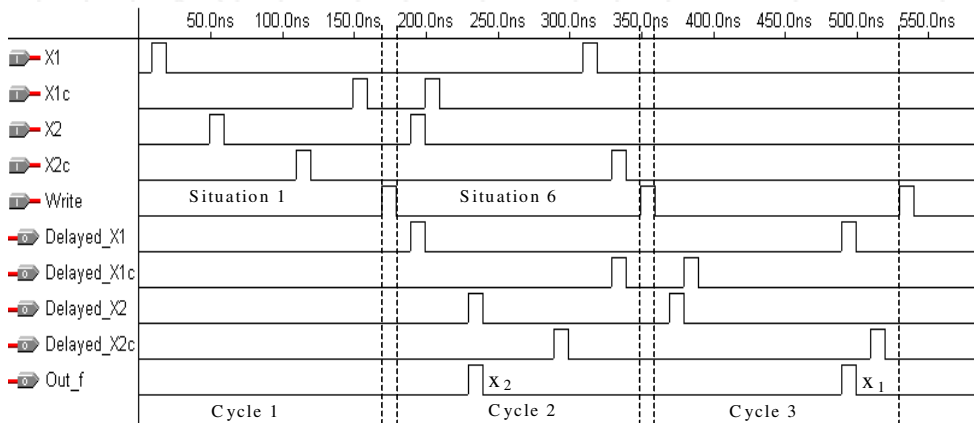 50.0ns 100.0ns 150.0ns 200.0ns 250.0ns 300.0ns 350.0ns 400.0ns 450.0ns 500.0ns 550.0ns
X1
X1c
X2
X2c
Situation 1 Situation 6
Write
Delayed_X1
Delayed_X1c
Delayed_X2
Delayed_X2c
Out_f x2 x1
Cycle 1 Cycle 2 Cycle 3